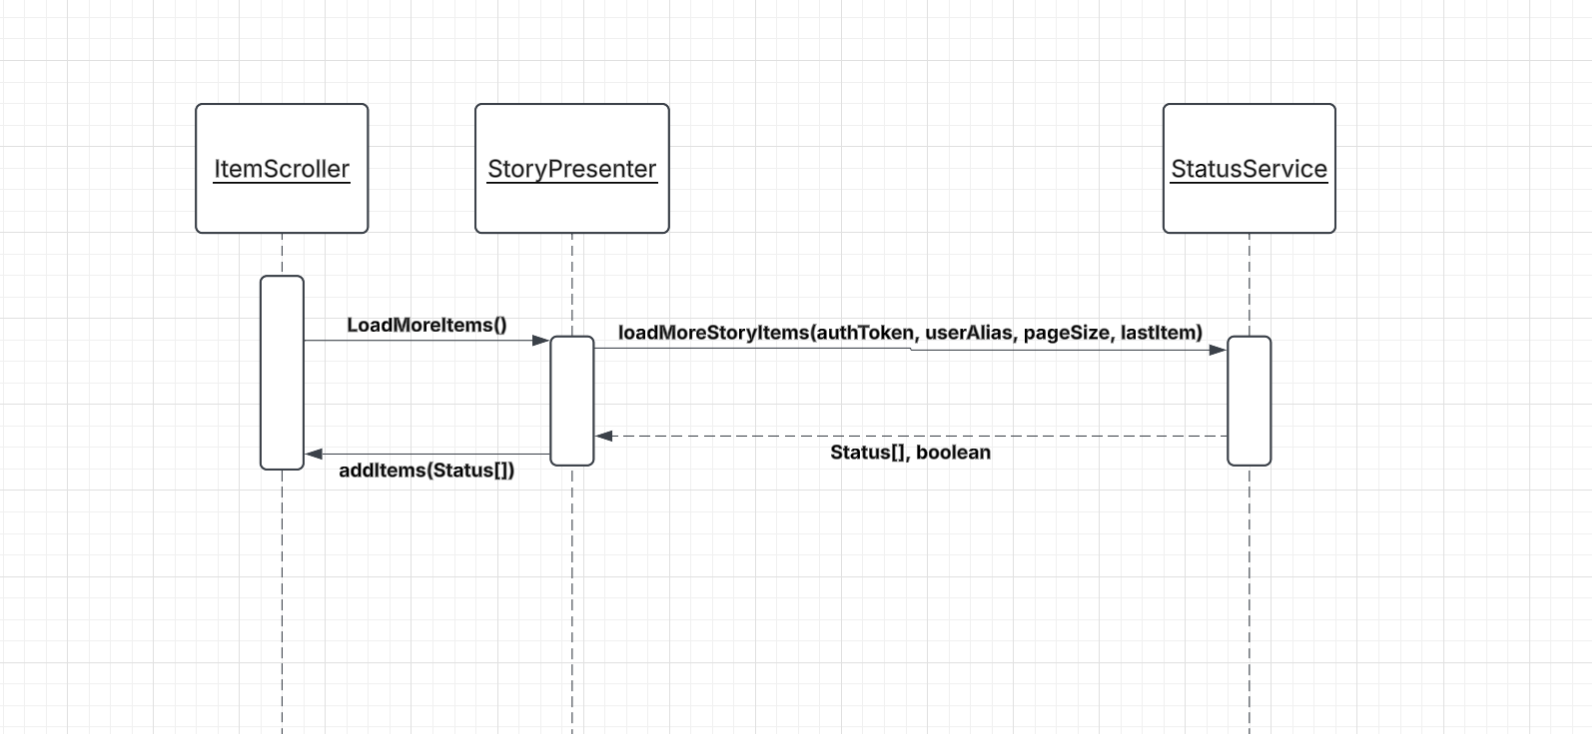 ItemScroller
StoryPresenter
StatusService
LoadMoreItems()
loadMoreStoryItems(authToken, userAlias, pageSize, lastItem)
Status[], boolean
addItems(Status[])